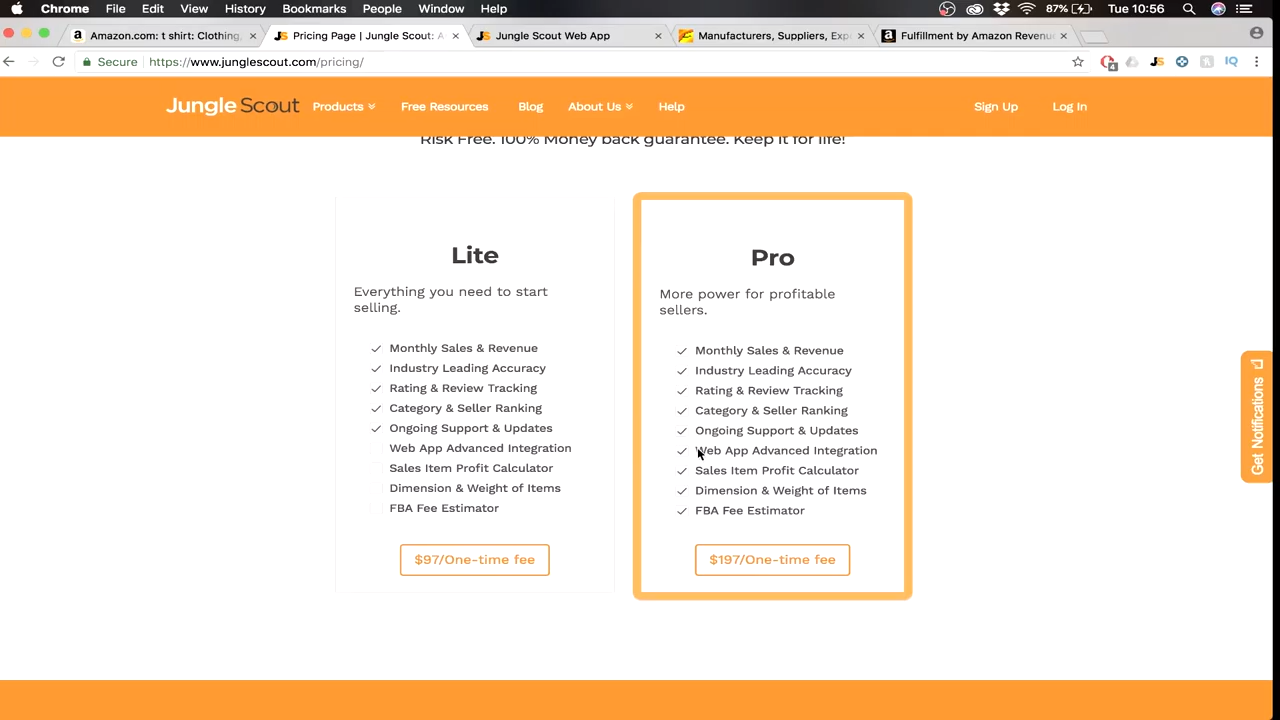 Chrome File Edit View History Bookmarks People Window Help 87% Tue 10:56
Amazon.com: t shirt: Clothing, Pricing Page | Jungle Scout: A Jungle Scout Web App Manufacturers, Suppliers, Exp Fulfillment by Amazon Revenu
Secure https://www.junglescout.com/pricing/ 4 JS IQ
Jungle Scout Products Free Resources Blog About Us Help Sign Up Log In
Risk Free. 100% Money back guarantee. Keep it for life!
Lite
Everything you need to start
selling.
Monthly Sales & Revenue
Industry Leading Accuracy
Rating & Review Tracking
Category & Seller Ranking
Ongoing Support & Updates
Web App Advanced Integration
Sales Item Profit Calculator
Dimension & Weight of Items
FBA Fee Estimator
$97/One-time fee
Pro
More power for profitable
sellers.
Monthly Sales & Revenue
Industry Leading Accuracy
Rating & Review Tracking
Category & Seller Ranking
Ongoing Support & Updates
Web App Advanced Integration
Sales Item Profit Calculator
Dimension & Weight of Items
FBA Fee Estimator
$197/One-time fee
Get Notifications